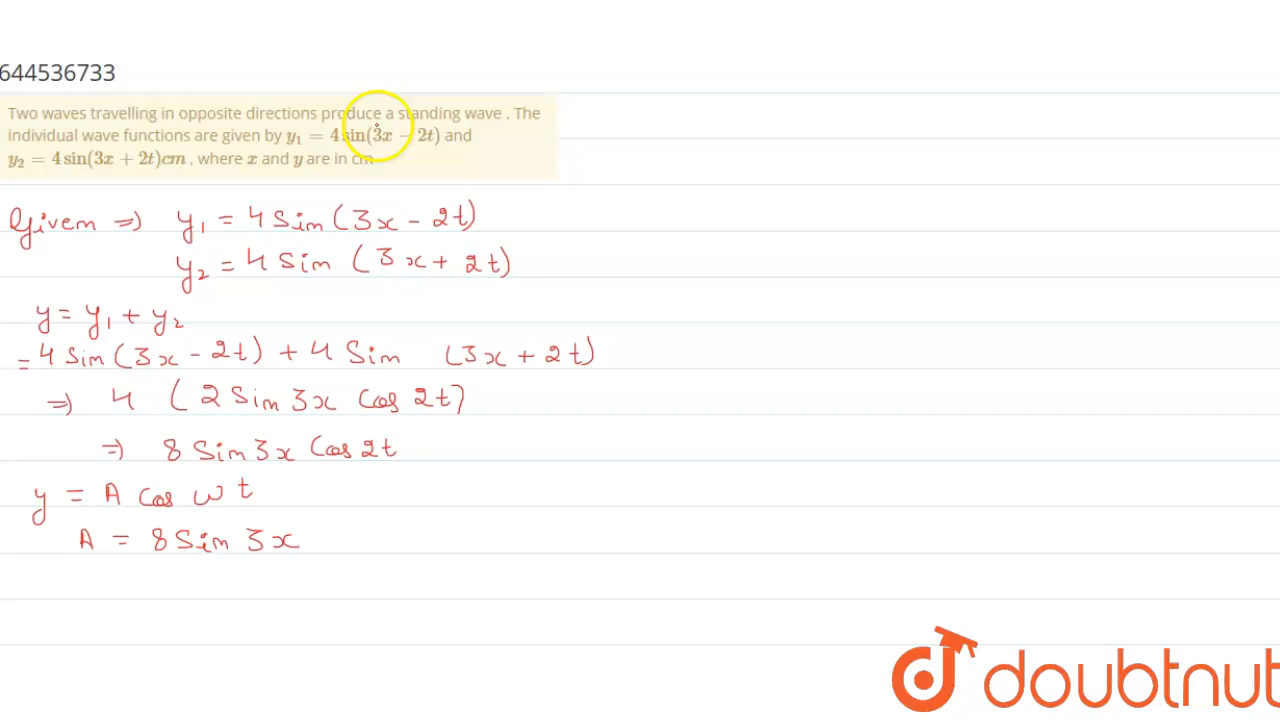 644536733
Two waves travelling in opposite directions produce a standing wave . The
individual wave functions are given by y₁ = 4 sin(3x − 2t) and
y₂ = 4 sin(3x + 2t)cm , where x and y are in cm
Given ⇒ y₁ = 4 Sin (3x − 2t)
y₂ = 4 Sin (3x + 2t)
y = y₁ + y₂
= 4 Sin (3x − 2t) + 4 Sin (3x + 2t)
⇒ 4 (2 Sin 3x Cos 2t)
⇒ 8 Sin 3x Cos 2t
y = A Cos ω t
A = 8 Sin 3x
doubtnut